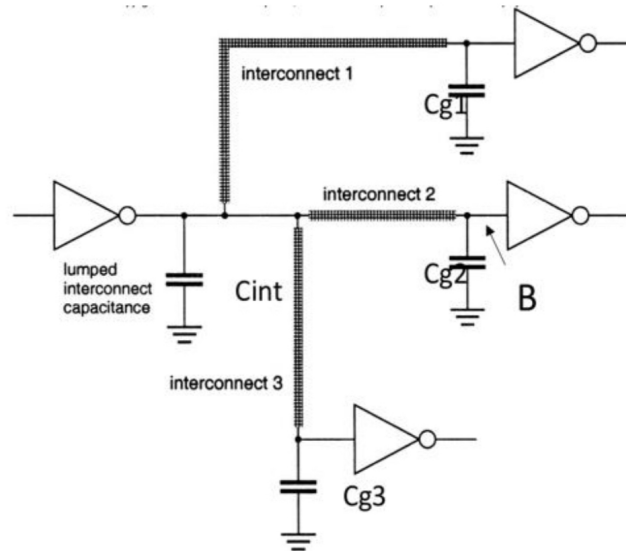 interconnect 1
Cg1
interconnect 2
lumped
interconnect
capacitance
Cint
Cg2
B
interconnect 3
Cg3